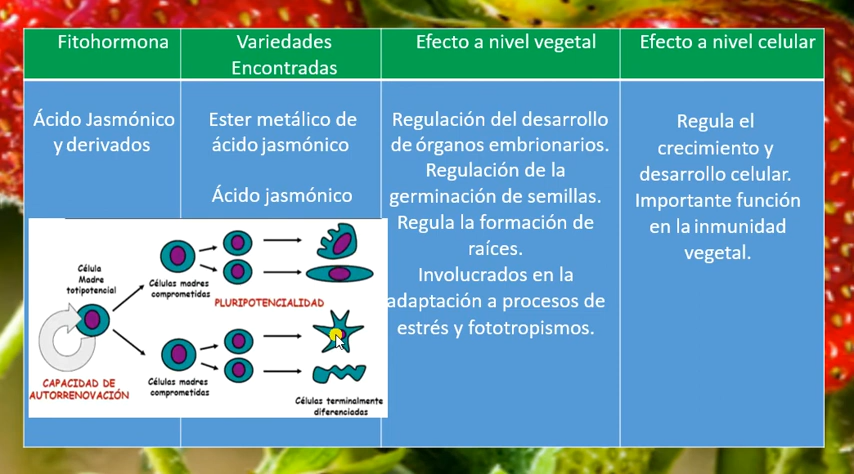 Fitohormona
Variedades
Encontradas
Efecto a nivel vegetal
Efecto a nivel celular
Ácido Jasmónico
y derivados
Ester metálico de
ácido jasmónico
Ácido jasmónico
Regulación del desarrollo
de órganos embrionarios.
Regulación de la
germinación de semillas.
Regula la formación de
raíces.
Involucrados en la
adaptación a procesos de
estrés y fototropismos.
Regula el
crecimiento y
desarrollo celular.
Importante función
en la inmunidad
vegetal.
Célula
Madre
totipotencial
Células madres
comprometidas
PLURIPOTENCIALIDAD
CAPACIDAD DE
AUTORRENOVACIÓN
Células madres
comprometidas
Células terminalmente
diferenciadas